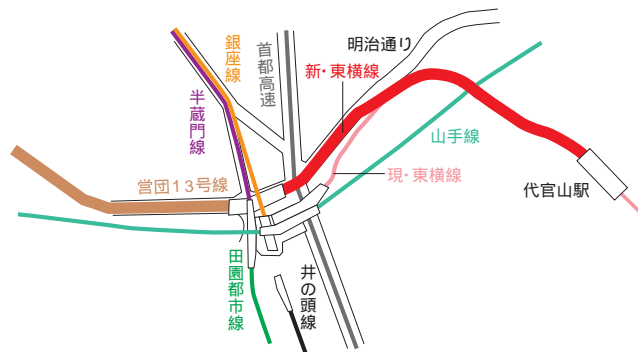 銀座線
首都高速
明治通り
新・東横線
半蔵門線
山手線
営団13号線
現・東横線
代官山駅
田園都市線
井の頭線